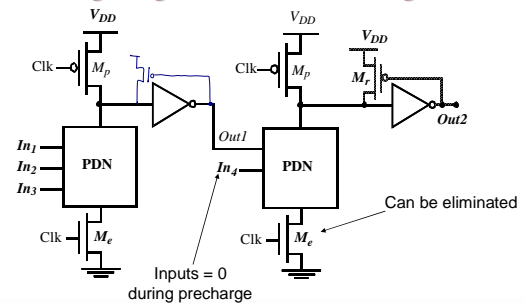 V_DD
V_DD
Clk
M_p
Clk
M_p
V_DD
M_r
Out1
Out2
In_1
In_2
In_3
PDN
In_4
PDN
Clk
M_e
Clk
M_e
Can be eliminated
Inputs = 0
during precharge